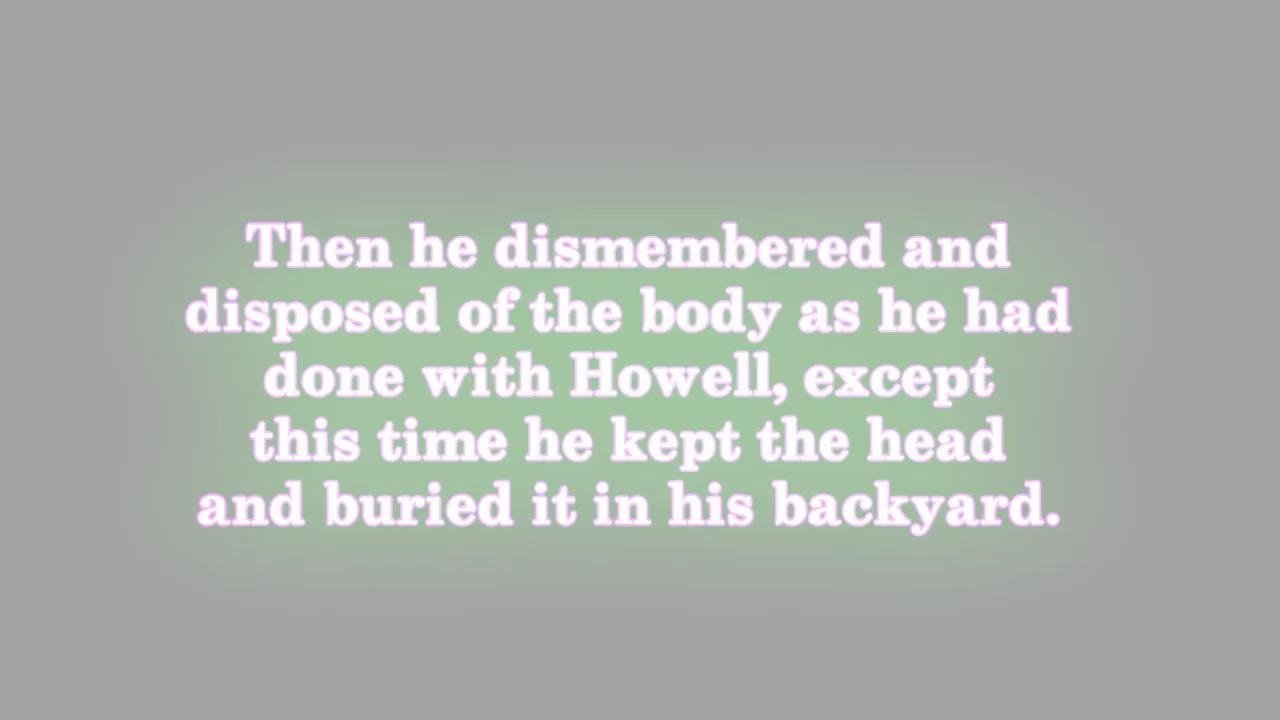 Then he dismembered and
disposed of the body as he had
done with Howell, except
this time he kept the head
and buried it in his backyard.